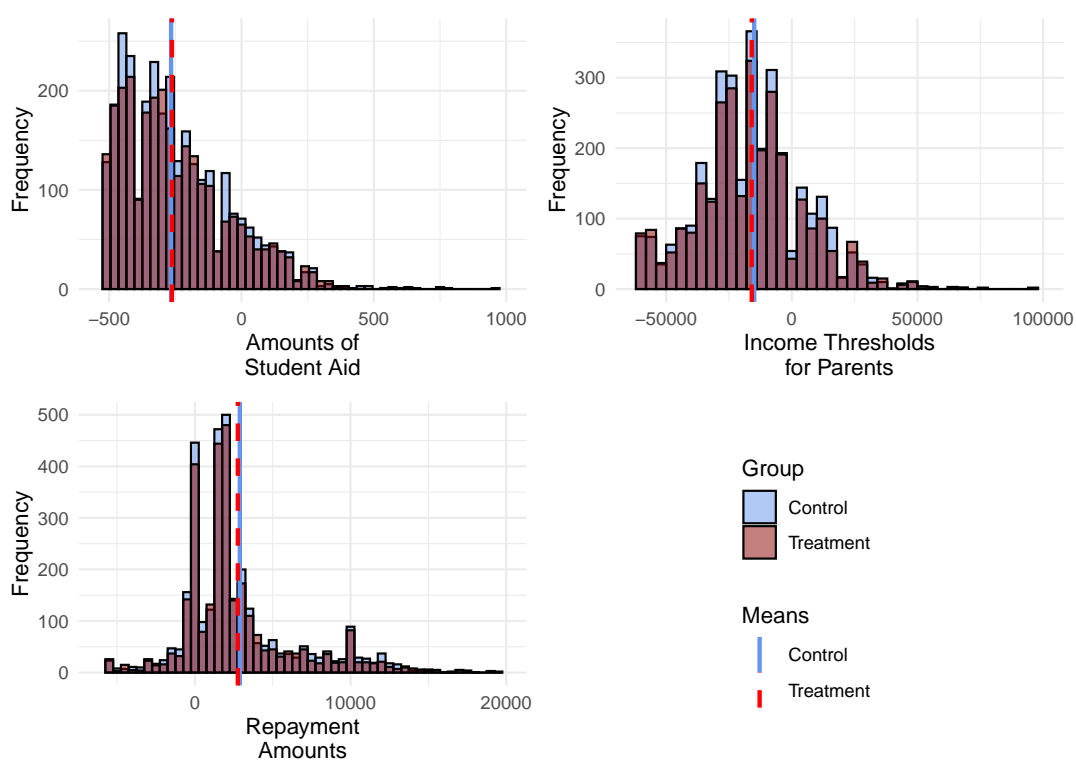 Frequency
200
100
0
−500
0
500
1000
Amounts of
Student Aid
Frequency
300
200
100
0
−50000
0
50000
100000
Income Thresholds
for Parents
Frequency
500
400
300
200
100
0
0
10000
20000
Repayment
Amounts
Group
Control
Treatment
Means
Control
Treatment